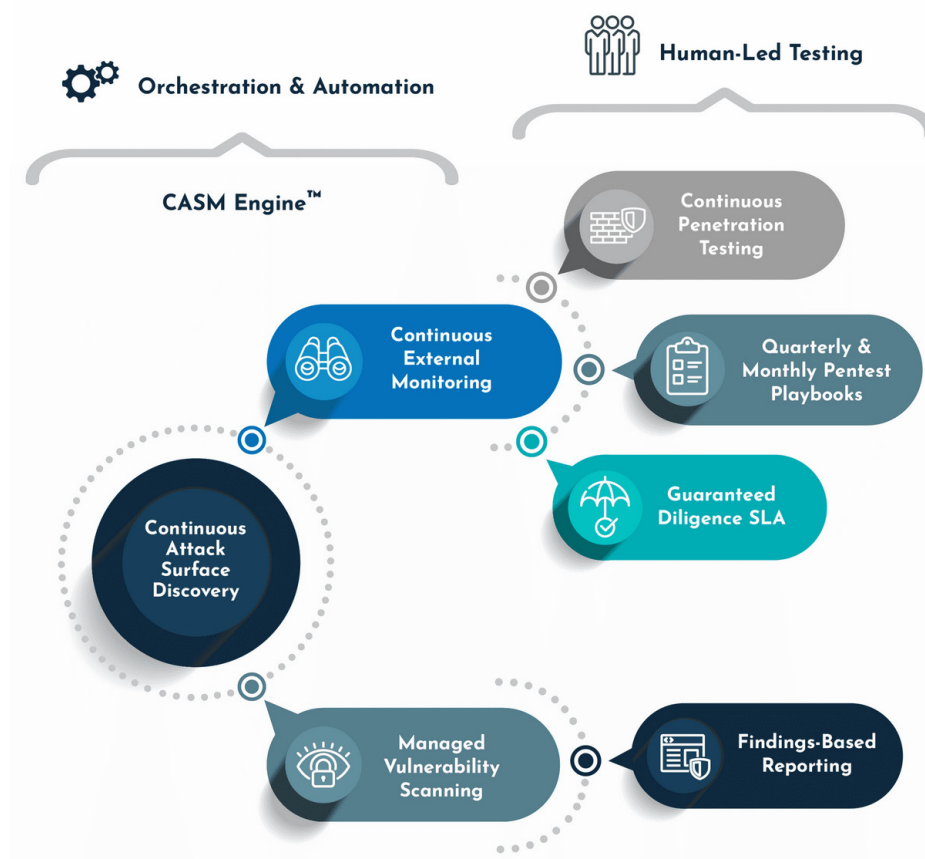 Human-Led Testing
Orchestration & Automation
CASM Engine™
Continuous
Penetration
Testing
Continuous
External
Monitoring
Quarterly &
Monthly Pentest
Playbooks
Guaranteed
Diligence SLA
Continuous
Attack
Surface
Discovery
Managed
Vulnerability
Scanning
Findings-Based
Reporting